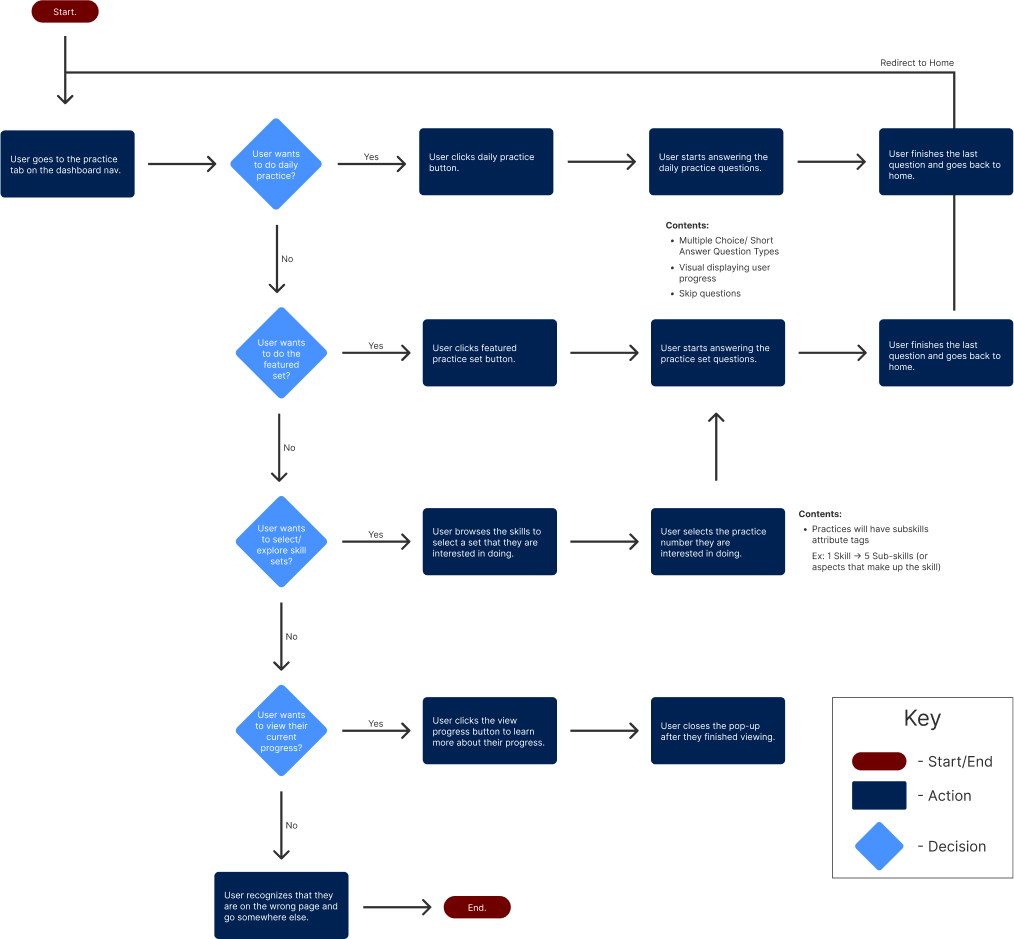 Start.
Redirect to Home
User goes to the practice
tab on the dashboard nav.
User wants
to do daily
practice?
Yes
User clicks daily practice
button.
User starts answering the
daily practice questions.
User finishes the last
question and goes back to
home.
No
Contents:
• Multiple Choice/ Short
Answer Question Types
• Visual displaying user
progress
• Skip questions
User wants
to do the
featured
set?
Yes
User clicks featured
practice set button.
User starts answering the
practice set questions.
User finishes the last
question and goes back to
home.
No
User wants
to select/
explore skill
sets?
Yes
User browses the skills to
select a set that they are
interested in doing.
User selects the practice
number they are
interested in doing.
Contents:
• Practices will have subskills
attribute tags
Ex: 1 Skill → 5 Sub-skills (or
aspects that make up the skill)
No
User wants
to view their
current
progress?
Yes
User clicks the view
progress button to learn
more about their progress.
User closes the pop-up
after they finished viewing.
No
User recognizes that they
are on the wrong page and
go somewhere else.
End.
Key
- Start/End
- Action
- Decision